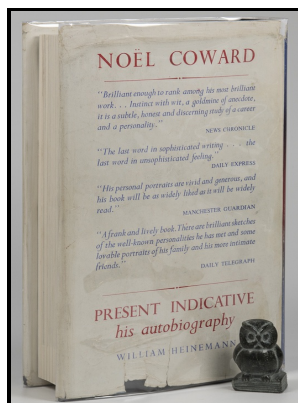 NOËL COWARD
"Brilliant enough to rank among his most brilliant
work. . . Instinct with wit, a goldmine of anecdote,
it is a subtle, honest and discerning study of a career
and a personality."
NEWS CHRONICLE
"The last word in sophisticated writing . . . the
last word in unsophisticated feeling."
DAILY EXPRESS
"His personal portraits are vivid and generous, and
his book will be as widely liked as it will be widely
read."
MANCHESTER GUARDIAN
"A frank and lively book. There are brilliant sketches
of the well-known personalities he has met and some
lovable portraits of his family and his more intimate
friends."
DAILY TELEGRAPH
PRESENT INDICATIVE
his autobiography
WILLIAM HEINEMANN